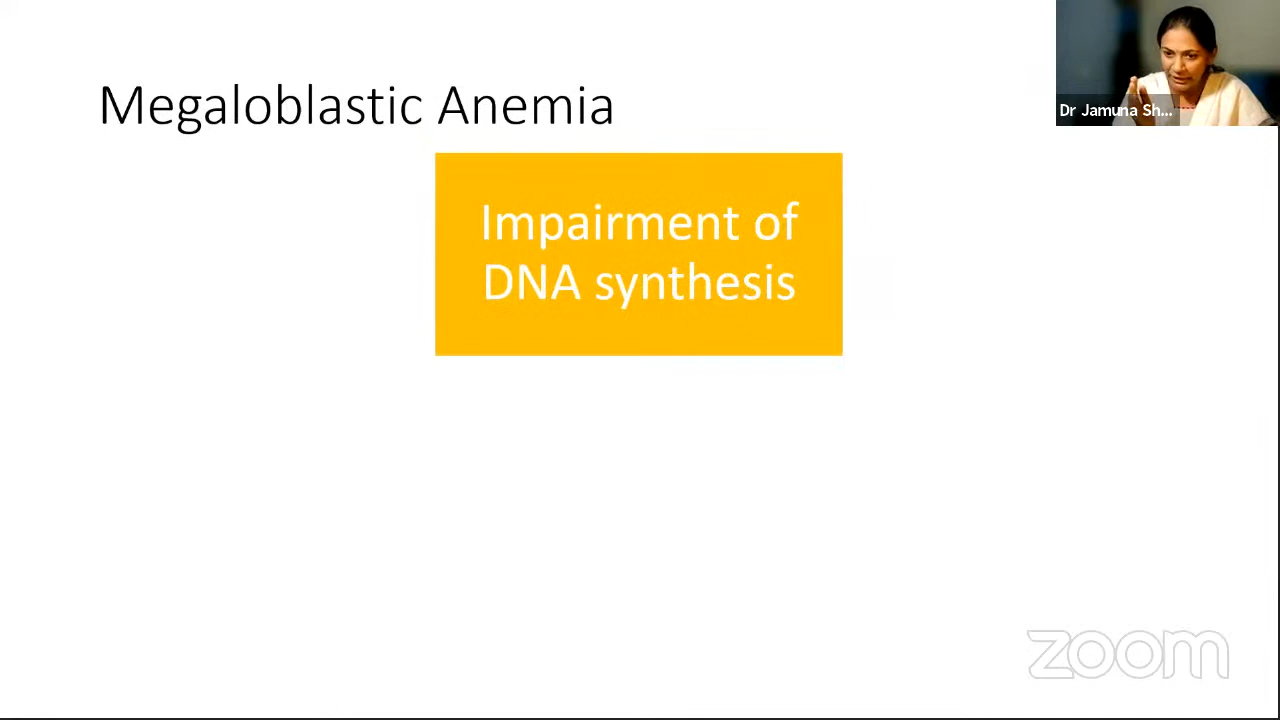 Megaloblastic Anemia
Dr Jamuna Sh...
Impairment of
DNA synthesis
zoom